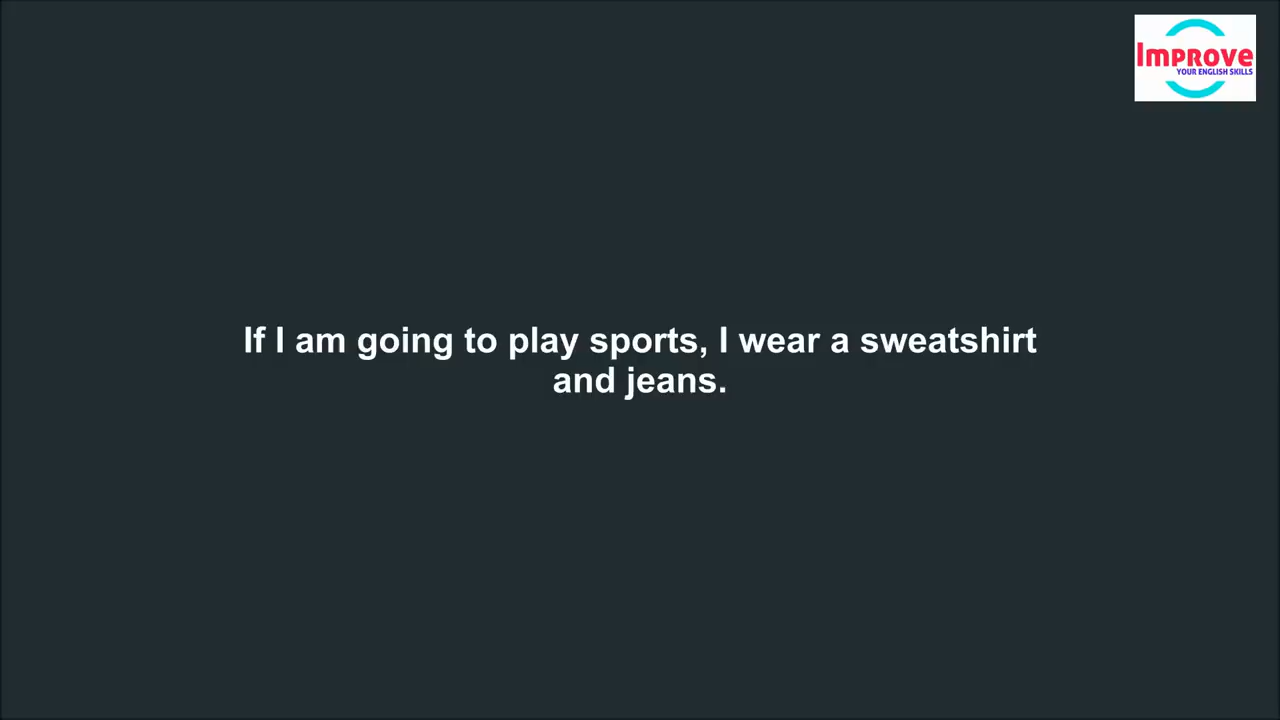 Improve
YOUR ENGLISH SKILLS
If I am going to play sports, I wear a sweatshirt
and jeans.